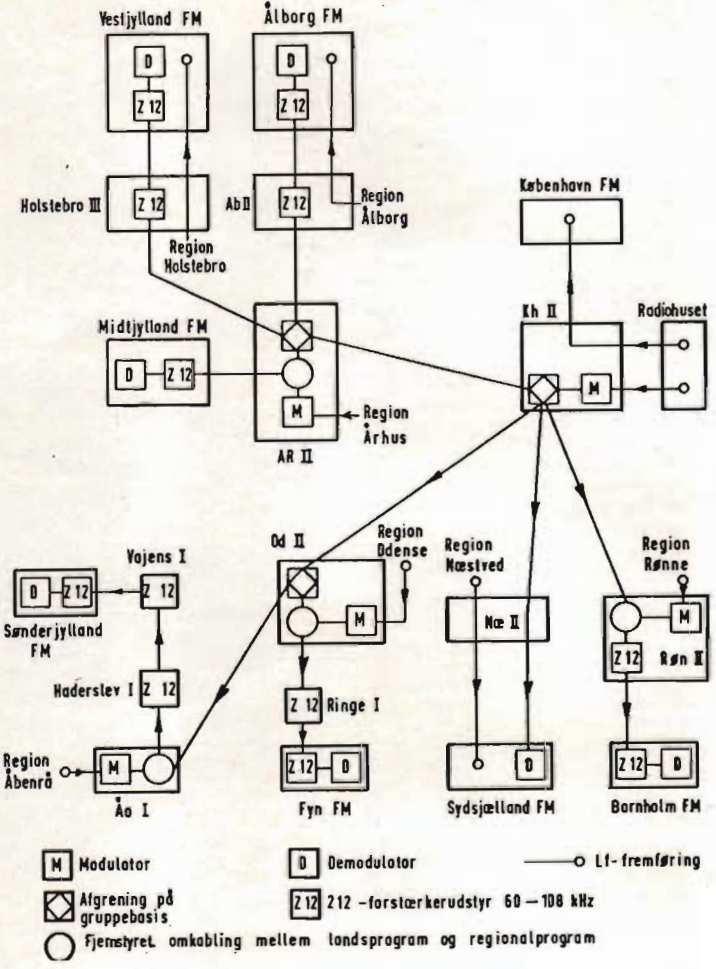 Vestjylland FM
Ålborg FM
D
D
Z 12
Z 12
Holstebro III
Z 12
Ab II
Z 12
Region
Ålborg
København FM
Region
Holstebro
Midtjylland FM
Kh II
Radiohuset
D
Z 12
M
M
Region
Århus
AR II
Vojens I
Od II
Region
Odense
Region
Næstved
Region
Rønne
D
Z 12
Z 12
Sønderjylland
FM
M
Næ II
M
Z 12
Røn II
Haderslev I
Z 12
Z 12
Ringe I
Region
Åbenrå
M
Z 12
D
D
Z 12
D
Åa I
Fyn FM
Sydsjælland FM
Bornholm FM
M
Modulator
D
Demodulator
Lf-fremføring
Afgrening på
gruppebasis
Z 12
212 -forstærkerudstyr 60 – 108 kHz
Fjernstyret omkobling mellem landsprogram og regionalprogram